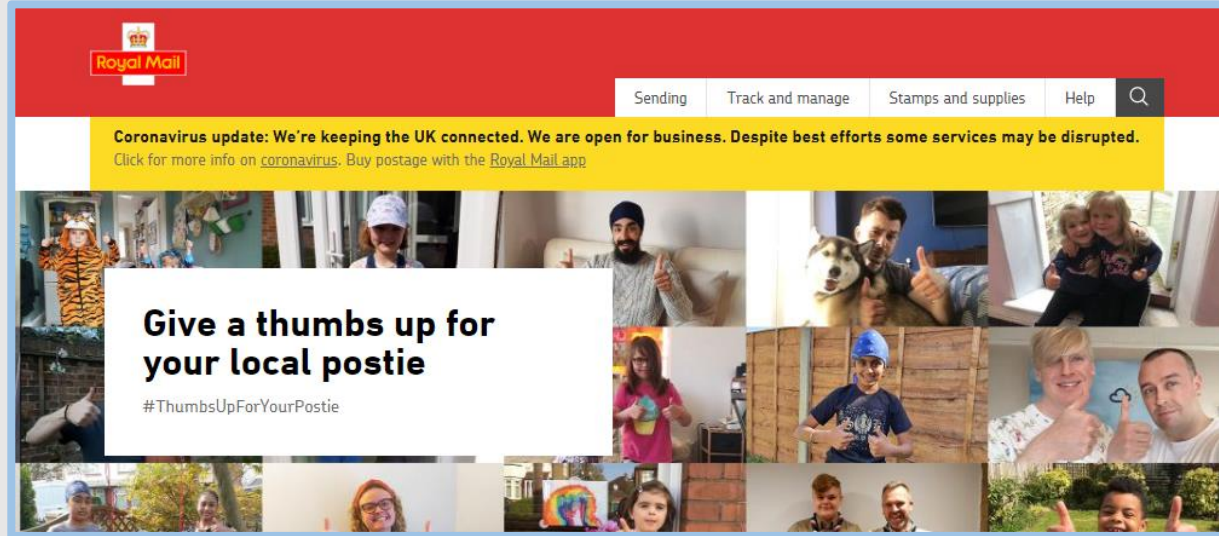 Royal Mail
Sending
Track and manage
Stamps and supplies
Help
Coronavirus update: We're keeping the UK connected. We are open for business. Despite best efforts some services may be disrupted.
Click for more info on coronavirus. Buy postage with the Royal Mail app
Give a thumbs up for
your local postie
#ThumbsUpForYourPostie